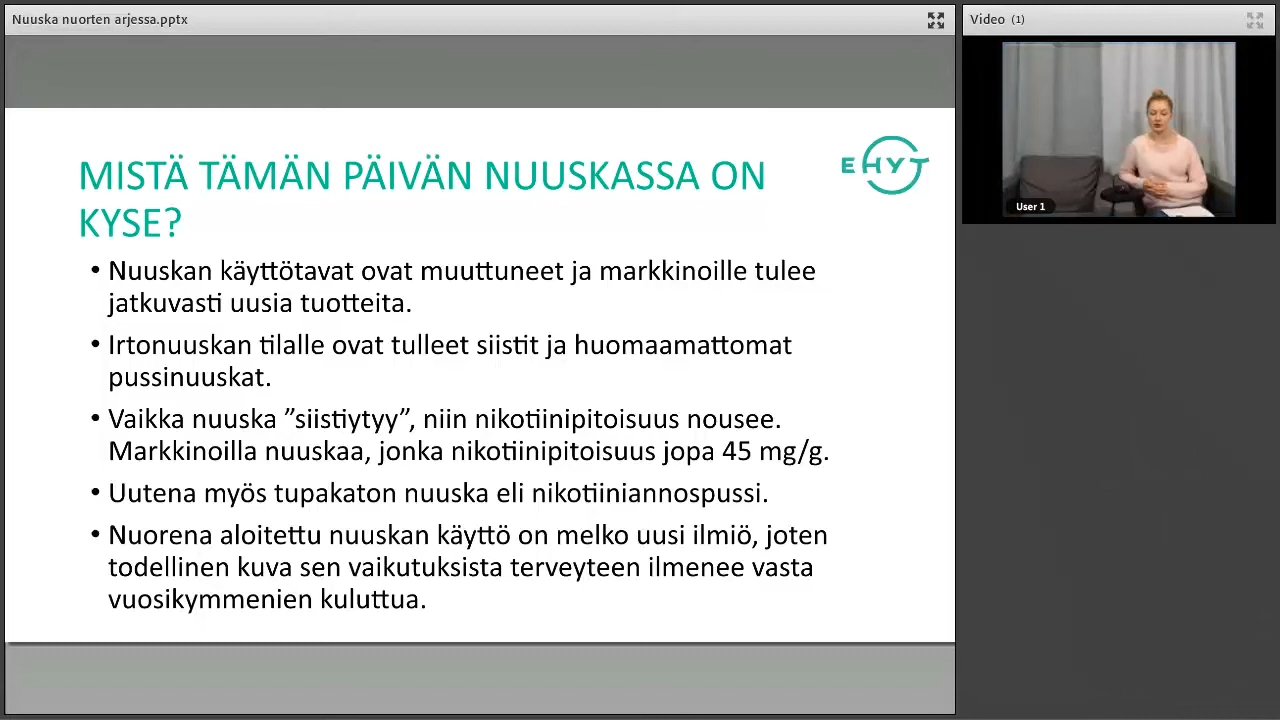 Nuuska nuorten arjessa.pptx
Video (1)
EHYT
MISTÄ TÄMÄN PÄIVÄN NUUSKASSA ON
KYSE?
• Nuuskan käyttötavat ovat muuttuneet ja markkinoille tulee
jatkuvasti uusia tuotteita.
• Irtonuuskan tilalle ovat tulleet siistit ja huomaamattomat
pussinuuskat.
• Vaikka nuuska ”siistiytyy”, niin nikotiinipitoisuus nousee.
Markkinoilla nuuskaa, jonka nikotiinipitoisuus jopa 45 mg/g.
• Uutena myös tupakaton nuuska eli nikotiiniannospussi.
• Nuorena aloitettu nuuskan käyttö on melko uusi ilmiö, joten
todellinen kuva sen vaikutuksista terveyteen ilmenee vasta
vuosikymmenien kuluttua.
User 1